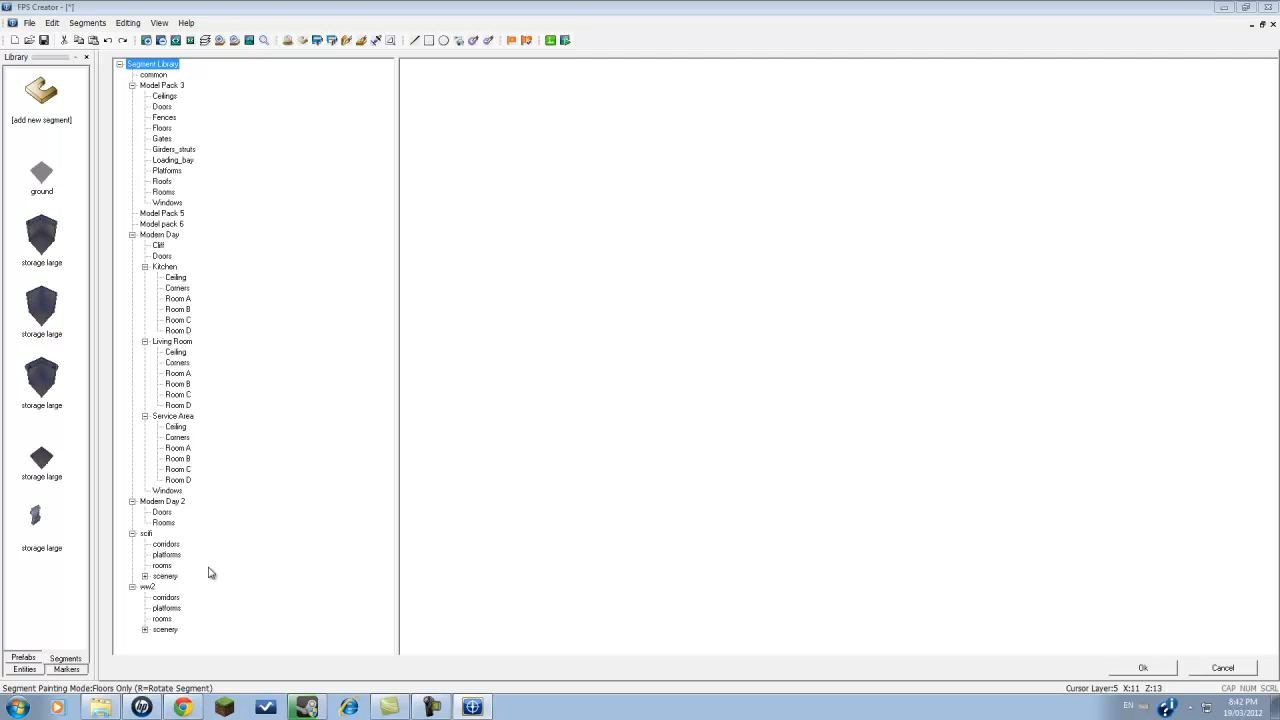 FPS Creator - [*]
File Edit Segments Editing View Help
Library
[add new segment]
ground
storage large
storage large
storage large
storage large
storage large
Prefabs Segments
Entities Markers
Segment Library
common
Model Pack 3
Ceilings
Doors
Fences
Floors
Gates
Girders_struts
Loading_bay
Platforms
Roofs
Rooms
Windows
Model Pack 5
Model pack 6
Modern Day
Cliff
Doors
Kitchen
Ceiling
Corners
Room A
Room B
Room C
Room D
Living Room
Ceiling
Corners
Room A
Room B
Room C
Room D
Service Area
Ceiling
Corners
Room A
Room B
Room C
Room D
Windows
Modern Day 2
Doors
Rooms
scifi
corridors
platforms
rooms
scenery
ww2
corridors
platforms
rooms
scenery
Ok Cancel
Segment Painting Mode:Floors Only (R=Rotate Segment) Cursor Layer:5 X:11 Z:13 CAP NUM SCRL
EN 8:42 PM
19/03/2012